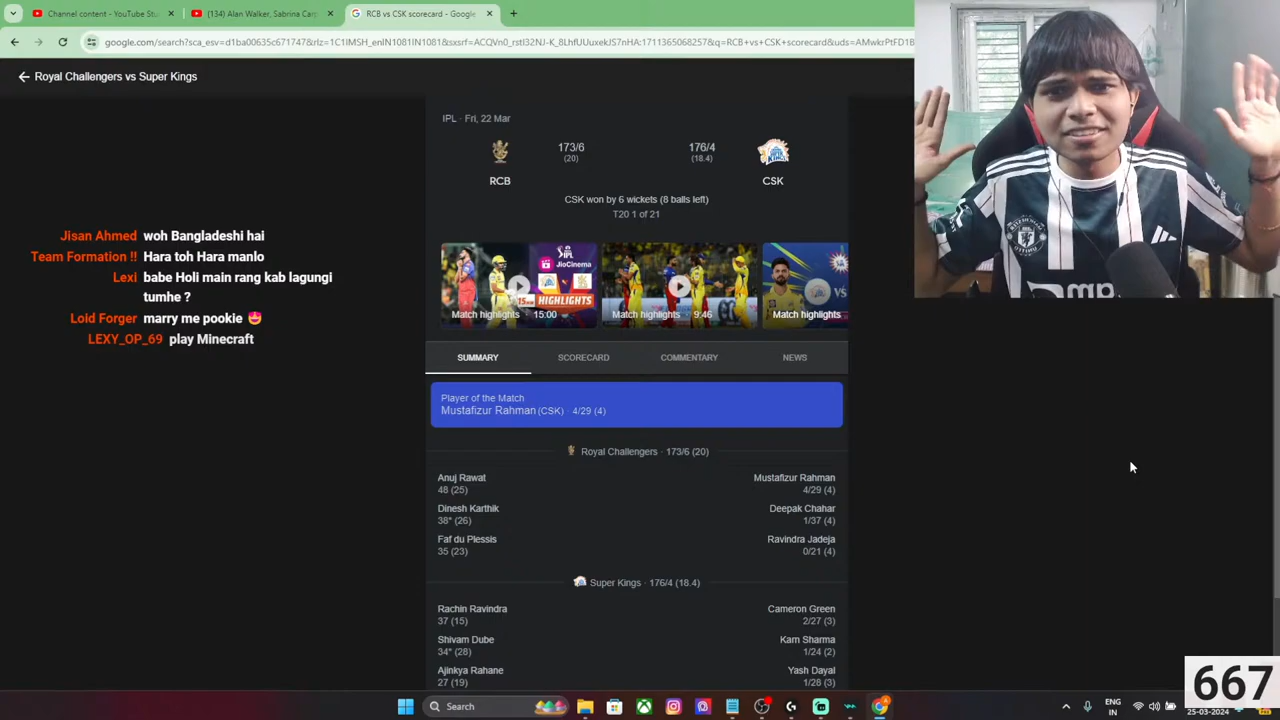 Channel content - YouTube Stu
(134) Alan Walker, Sabrina Car
RCB vs CSK scorecard - Google
Royal Challengers vs Super Kings
IPL · Fri, 22 Mar
173/6
(20)
176/4
(18.4)
RCB
CSK
CSK won by 6 wickets (8 balls left)
T20 1 of 21
Jisan Ahmed woh Bangladeshi hai
Team Formation !! Hara toh Hara manlo
Lexi babe Holi main rang kab lagungi
tumhe ?
Loid Forger marry me pookie 🤩
LEXY_OP_69 play Minecraft
IPL
JioCinema
HIGHLIGHTS
Match highlights 15:00
Match highlights 9:46
VS
Match highlights
SUMMARY
SCORECARD
COMMENTARY
NEWS
Player of the Match
Mustafizur Rahman (CSK) · 4/29 (4)
Royal Challengers · 173/6 (20)
Anuj Rawat
48 (25)
Mustafizur Rahman
4/29 (4)
Dinesh Karthik
38* (26)
Deepak Chahar
1/37 (4)
Faf du Plessis
35 (23)
Ravindra Jadeja
0/21 (4)
Super Kings · 176/4 (18.4)
Rachin Ravindra
37 (15)
Cameron Green
2/27 (3)
Shivam Dube
34* (28)
Karn Sharma
1/24 (2)
Ajinkya Rahane
27 (19)
Yash Dayal
1/28 (3)
667
Search
ENG
IN
25-03-2024